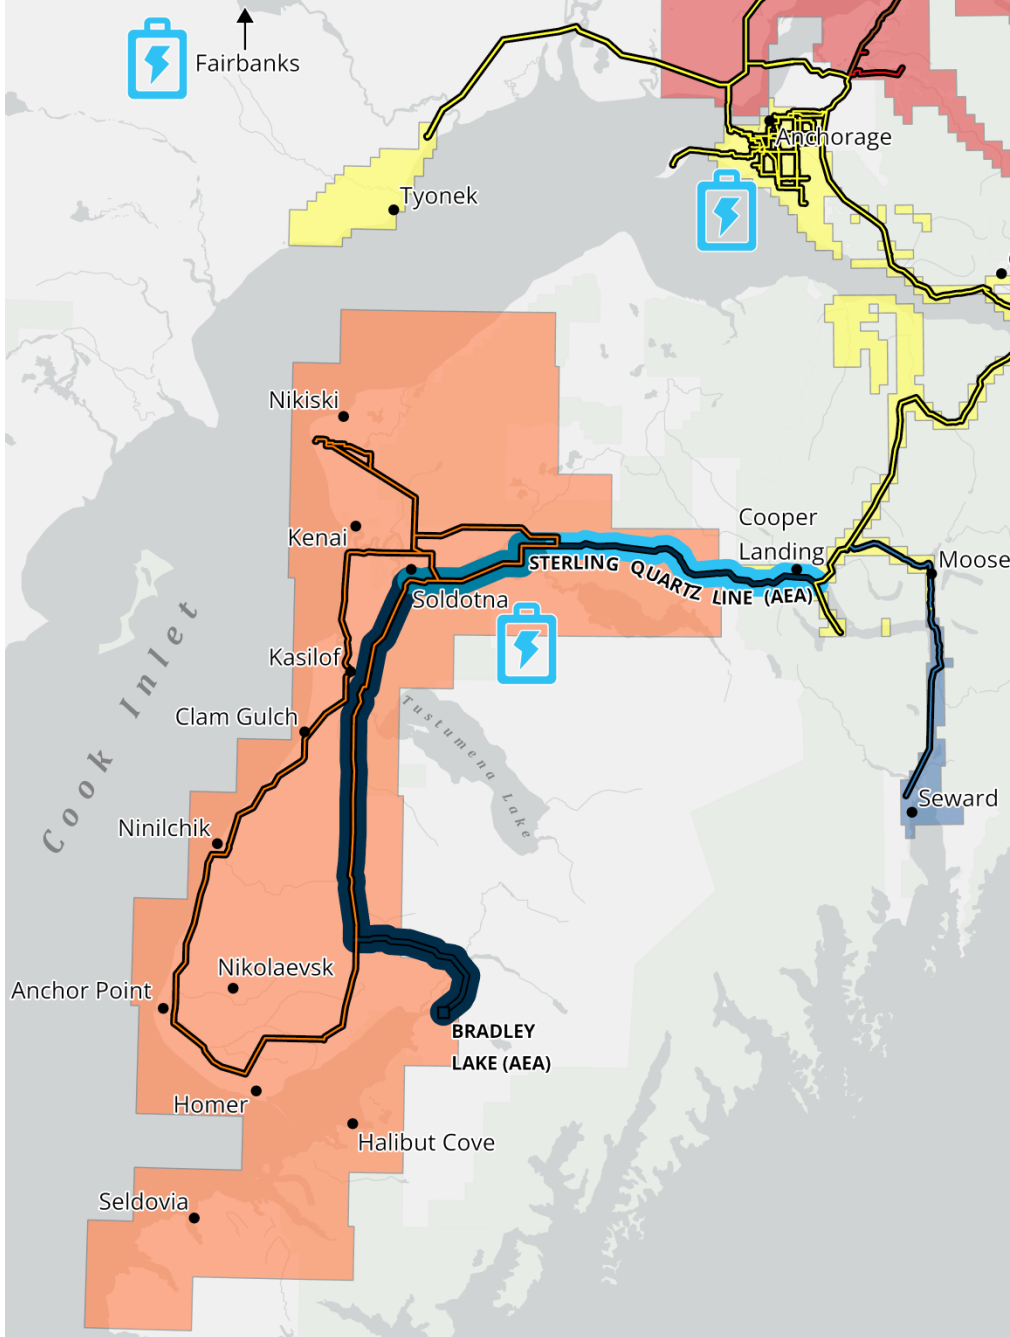 Fairbanks
Anchorage
Tyonek
Nikiski
Cooper
Landing
Kenai
Moose
STERLING QUARTZ LINE (AEA)
Soldotna
Kasilof
Cook Inlet
Tustumena Lake
Clam Gulch
Seward
Ninilchik
Nikolaevsk
Anchor Point
BRADLEY
LAKE (AEA)
Homer
Halibut Cove
Seldovia